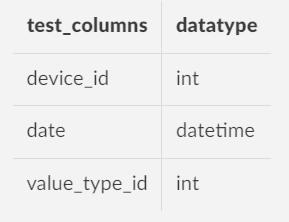 test_columns datatype
device_id int
date datetime
value_type_id int